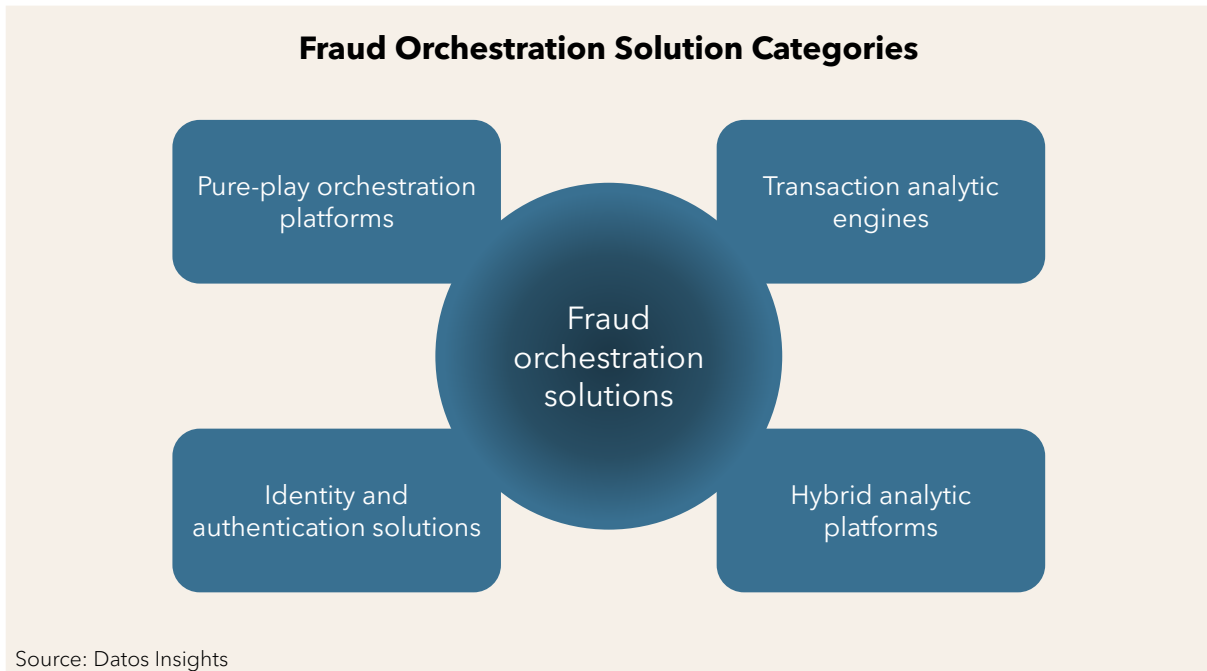 Fraud Orchestration Solution Categories
Pure-play orchestration
platforms
Transaction analytic
engines
Fraud
orchestration
solutions
Identity and
authentication solutions
Hybrid analytic
platforms
Source: Datos Insights